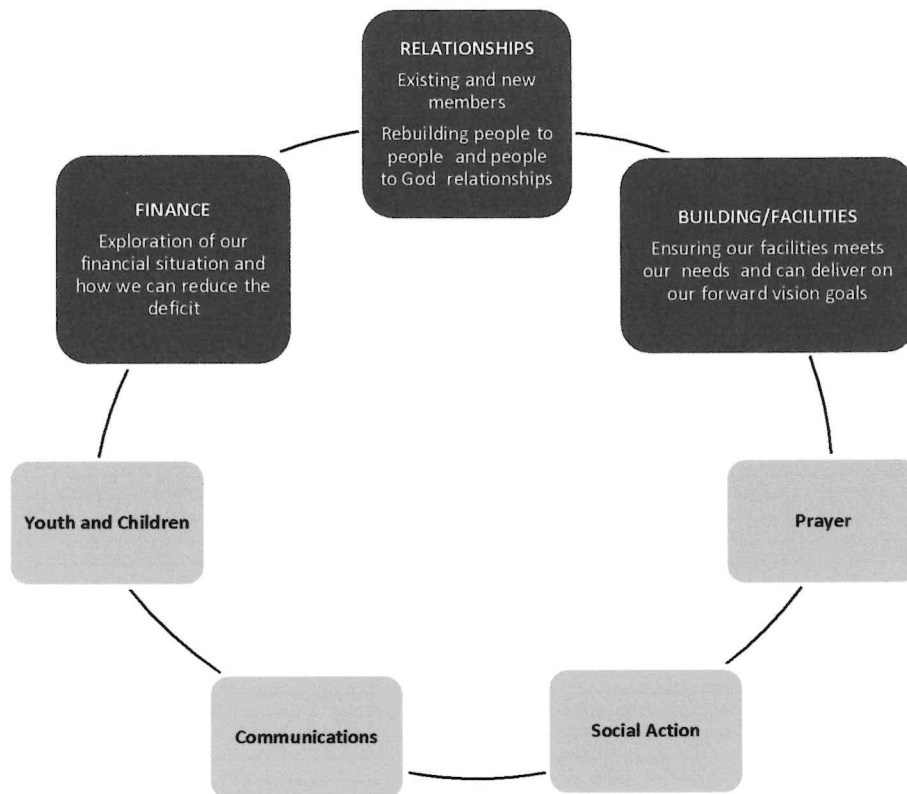 RELATIONSHIPS
Existing and new
members
Rebuilding people to
people and people
to God relationships
FINANCE
Exploration of our
financial situation and
how we can reduce the
deficit
BUILDING/FACILITIES
Ensuring our facilities meets
our needs and can deliver on
our forward vision goals
Youth and Children
Prayer
Communications
Social Action